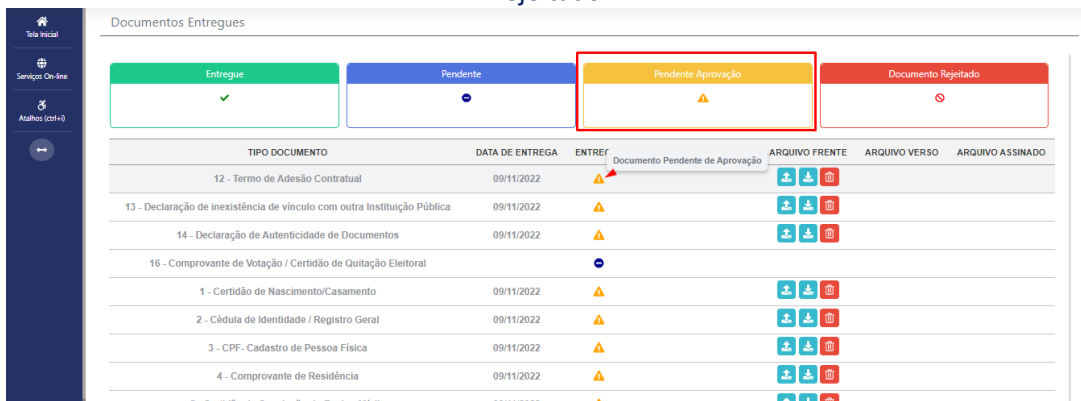 Tela Inicial
Serviços On-line
Atalhos (ctrl+i)
Documentos Entregues
Entregue
Pendente
Pendente Aprovação
Documento Rejeitado
TIPO DOCUMENTO DATA DE ENTREGA ENTREG ARQUIVO FRENTE ARQUIVO VERSO ARQUIVO ASSINADO
Documento Pendente de Aprovação
12 - Termo de Adesão Contratual 09/11/2022
13 - Declaração de inexistência de vínculo com outra Instituição Pública 09/11/2022
14 - Declaração de Autenticidade de Documentos 09/11/2022
16 - Comprovante de Votação / Certidão de Quitação Eleitoral
1 - Certidão de Nascimento/Casamento 09/11/2022
2 - Cédula de Identidade / Registro Geral 09/11/2022
3 - CPF- Cadastro de Pessoa Física 09/11/2022
4 - Comprovante de Residência 09/11/2022